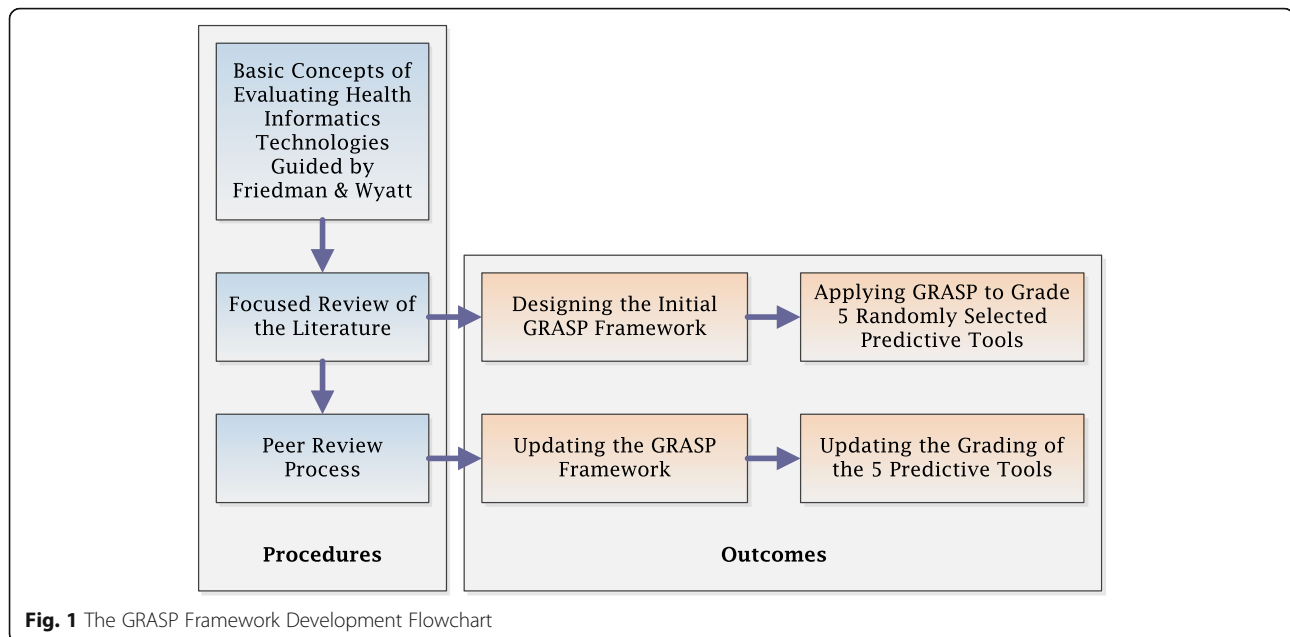 Basic Concepts of
Evaluating Health
Informatics
Technologies
Guided by
Friedman & Wyatt
Focused Review of
the Literature
Designing the Initial
GRASP Framework
Applying GRASP to Grade
5 Randomly Selected
Predictive Tools
Peer Review
Process
Updating the GRASP
Framework
Updating the Grading of
the 5 Predictive Tools
Procedures
Outcomes
Fig. 1 The GRASP Framework Development Flowchart